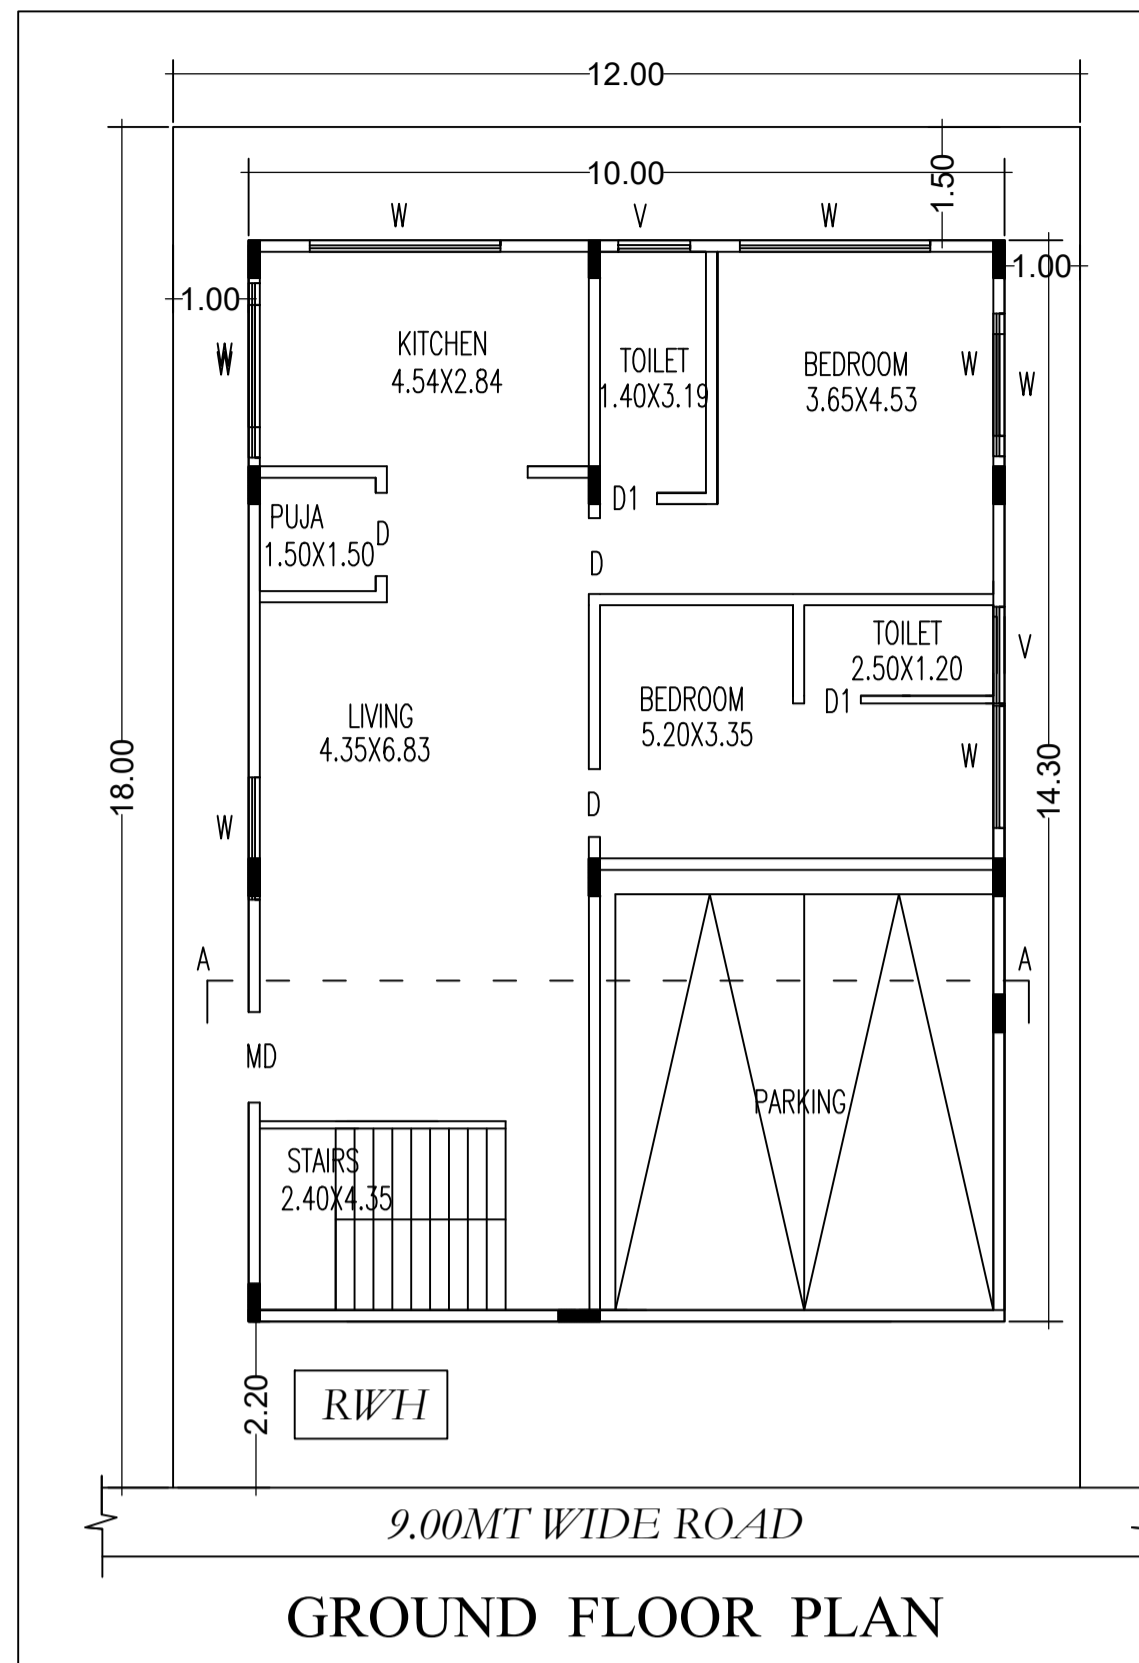 12.00
10.00
1.50
W
V
W
1.00
1.00
W
KITCHEN
4.54X2.84
TOILET
1.40X3.19
BEDROOM
3.65X4.53
W
W
D1
PUJA
1.50X1.50
D
D
TOILET
2.50X1.20
V
BEDROOM
5.20X3.35
D1
LIVING
4.35X6.83
W
18.00
14.30
W
D
A
A
MD
PARKING
STAIRS
2.40X4.35
2.20
RWH
9.00MT WIDE ROAD
GROUND FLOOR PLAN